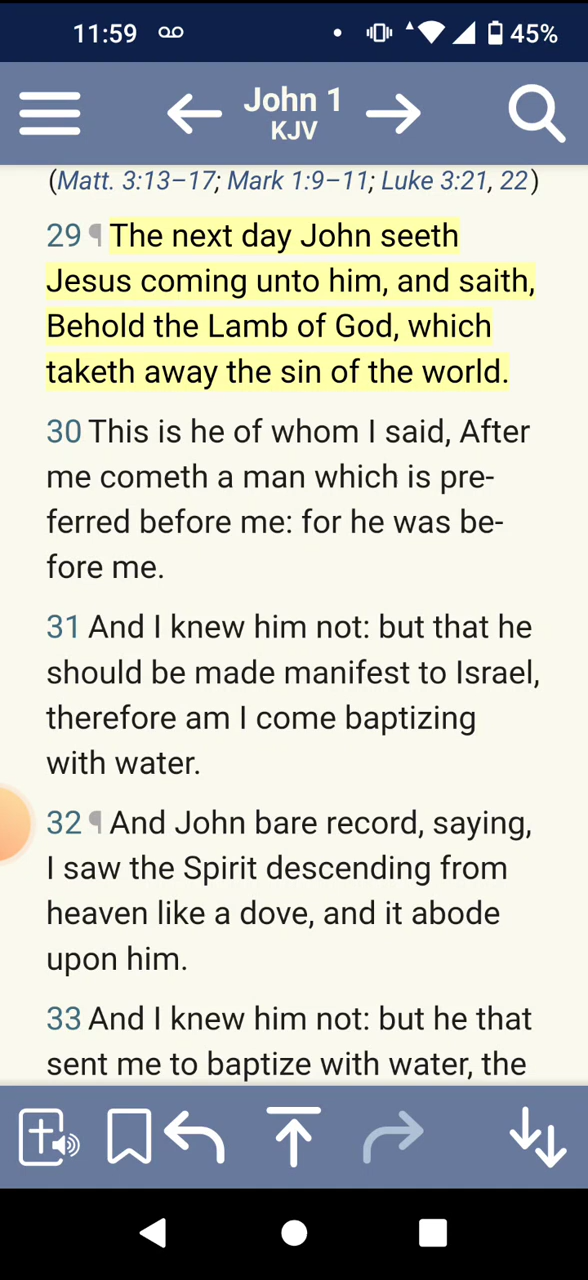 11:59
45%
John 1
KJV
(Matt. 3:13–17; Mark 1:9–11; Luke 3:21, 22)
29 ¶ The next day John seeth
Jesus coming unto him, and saith,
Behold the Lamb of God, which
taketh away the sin of the world.
30 This is he of whom I said, After
me cometh a man which is pre-
ferred before me: for he was be-
fore me.
31 And I knew him not: but that he
should be made manifest to Israel,
therefore am I come baptizing
with water.
32 ¶ And John bare record, saying,
I saw the Spirit descending from
heaven like a dove, and it abode
upon him.
33 And I knew him not: but he that
sent me to baptize with water, the